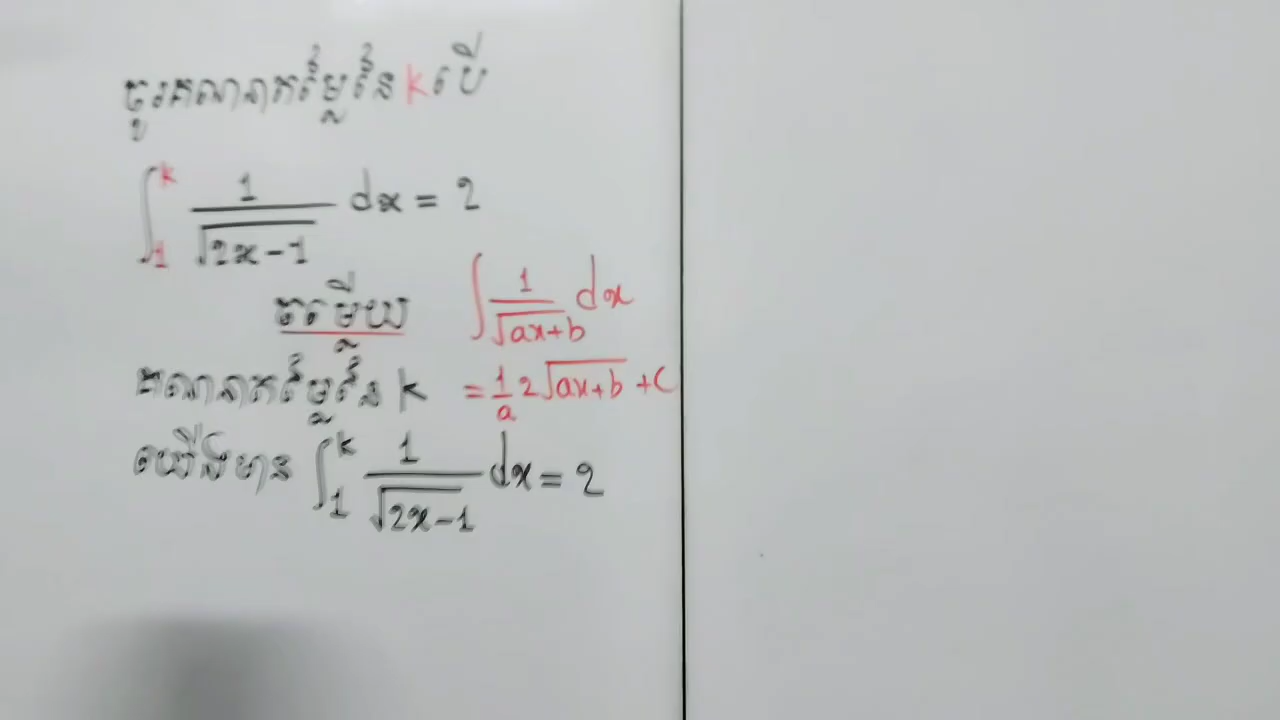 ចូរគណនាតម្លៃនៃ k បើ
∫₁ᵏ 1/√(2x-1) dx = 2
ចម្លើយ
∫ 1/√(ax+b) dx
= 1/a 2√(ax+b) + c
គណនាតម្លៃនៃ k
យើងមាន ∫₁ᵏ 1/√(2x-1) dx = 2